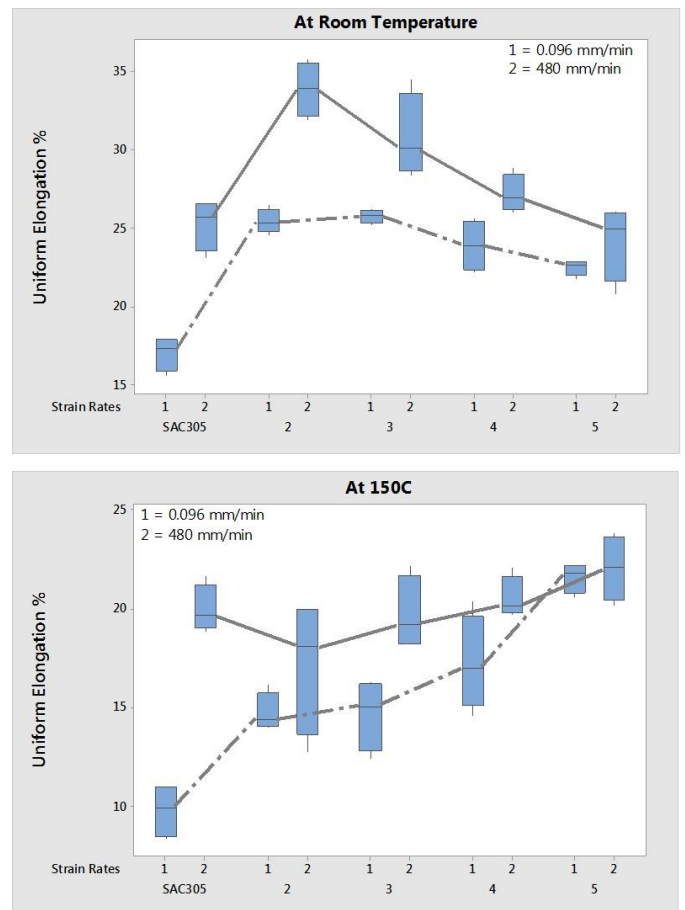 At Room Temperature
1 = 0.096 mm/min
2 = 480 mm/min
35
30
25
20
15
Uniform Elongation %
Strain Rates 1 2 1 2 1 2 1 2 1 2
SAC305 2 3 4 5
At 150C
1 = 0.096 mm/min
2 = 480 mm/min
25
20
15
10
Uniform Elongation %
Strain Rates 1 2 1 2 1 2 1 2 1 2
SAC305 2 3 4 5